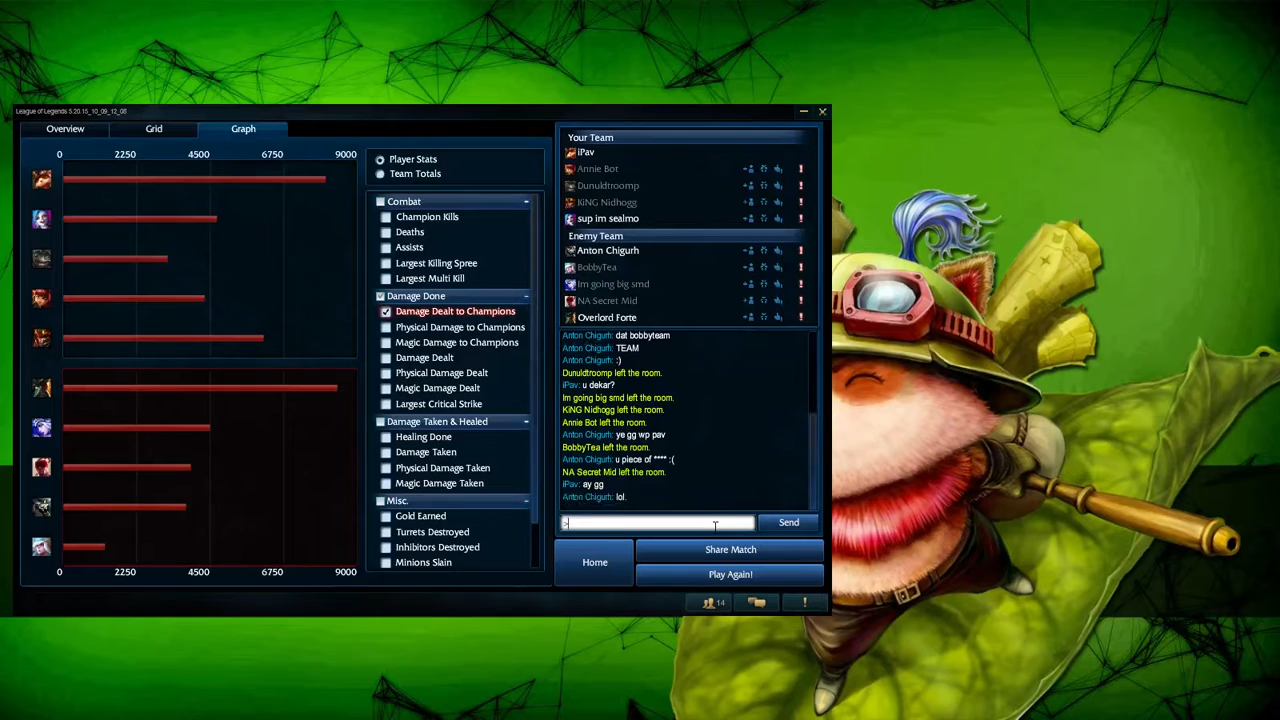 League of Legends 5.20.15_10_09_12_08
Overview Grid Graph
0 2250 4500 6750 9000
0 2250 4500 6750 9000
Player Stats
Team Totals
Combat
Champion Kills
Deaths
Assists
Largest Killing Spree
Largest Multi Kill
Damage Done
Damage Dealt to Champions
Physical Damage to Champions
Magic Damage to Champions
Damage Dealt
Physical Damage Dealt
Magic Damage Dealt
Largest Critical Strike
Damage Taken & Healed
Healing Done
Damage Taken
Physical Damage Taken
Magic Damage Taken
Misc.
Gold Earned
Turrets Destroyed
Inhibitors Destroyed
Minions Slain
Your Team
iPav
Annie Bot
Dunuldtroomp
KiNG Nidhogg
sup im sealmo
Enemy Team
Anton Chigurh
BobbyTea
Im going big smd
NA Secret Mid
Overlord Forte
Anton Chigurh: dat bobbyteam
Anton Chigurh: TEAM
Anton Chigurh: :)
Dunuldtroomp left the room.
iPav: u dekar?
Im going big smd left the room.
KiNG Nidhogg left the room.
Annie Bot left the room.
Anton Chigurh: ye gg wp pav
BobbyTea left the room.
Anton Chigurh: u piece of **** :(
NA Secret Mid left the room.
iPav: ay gg
Anton Chigurh: lol.
> Send
Home
Share Match
Play Again!
14